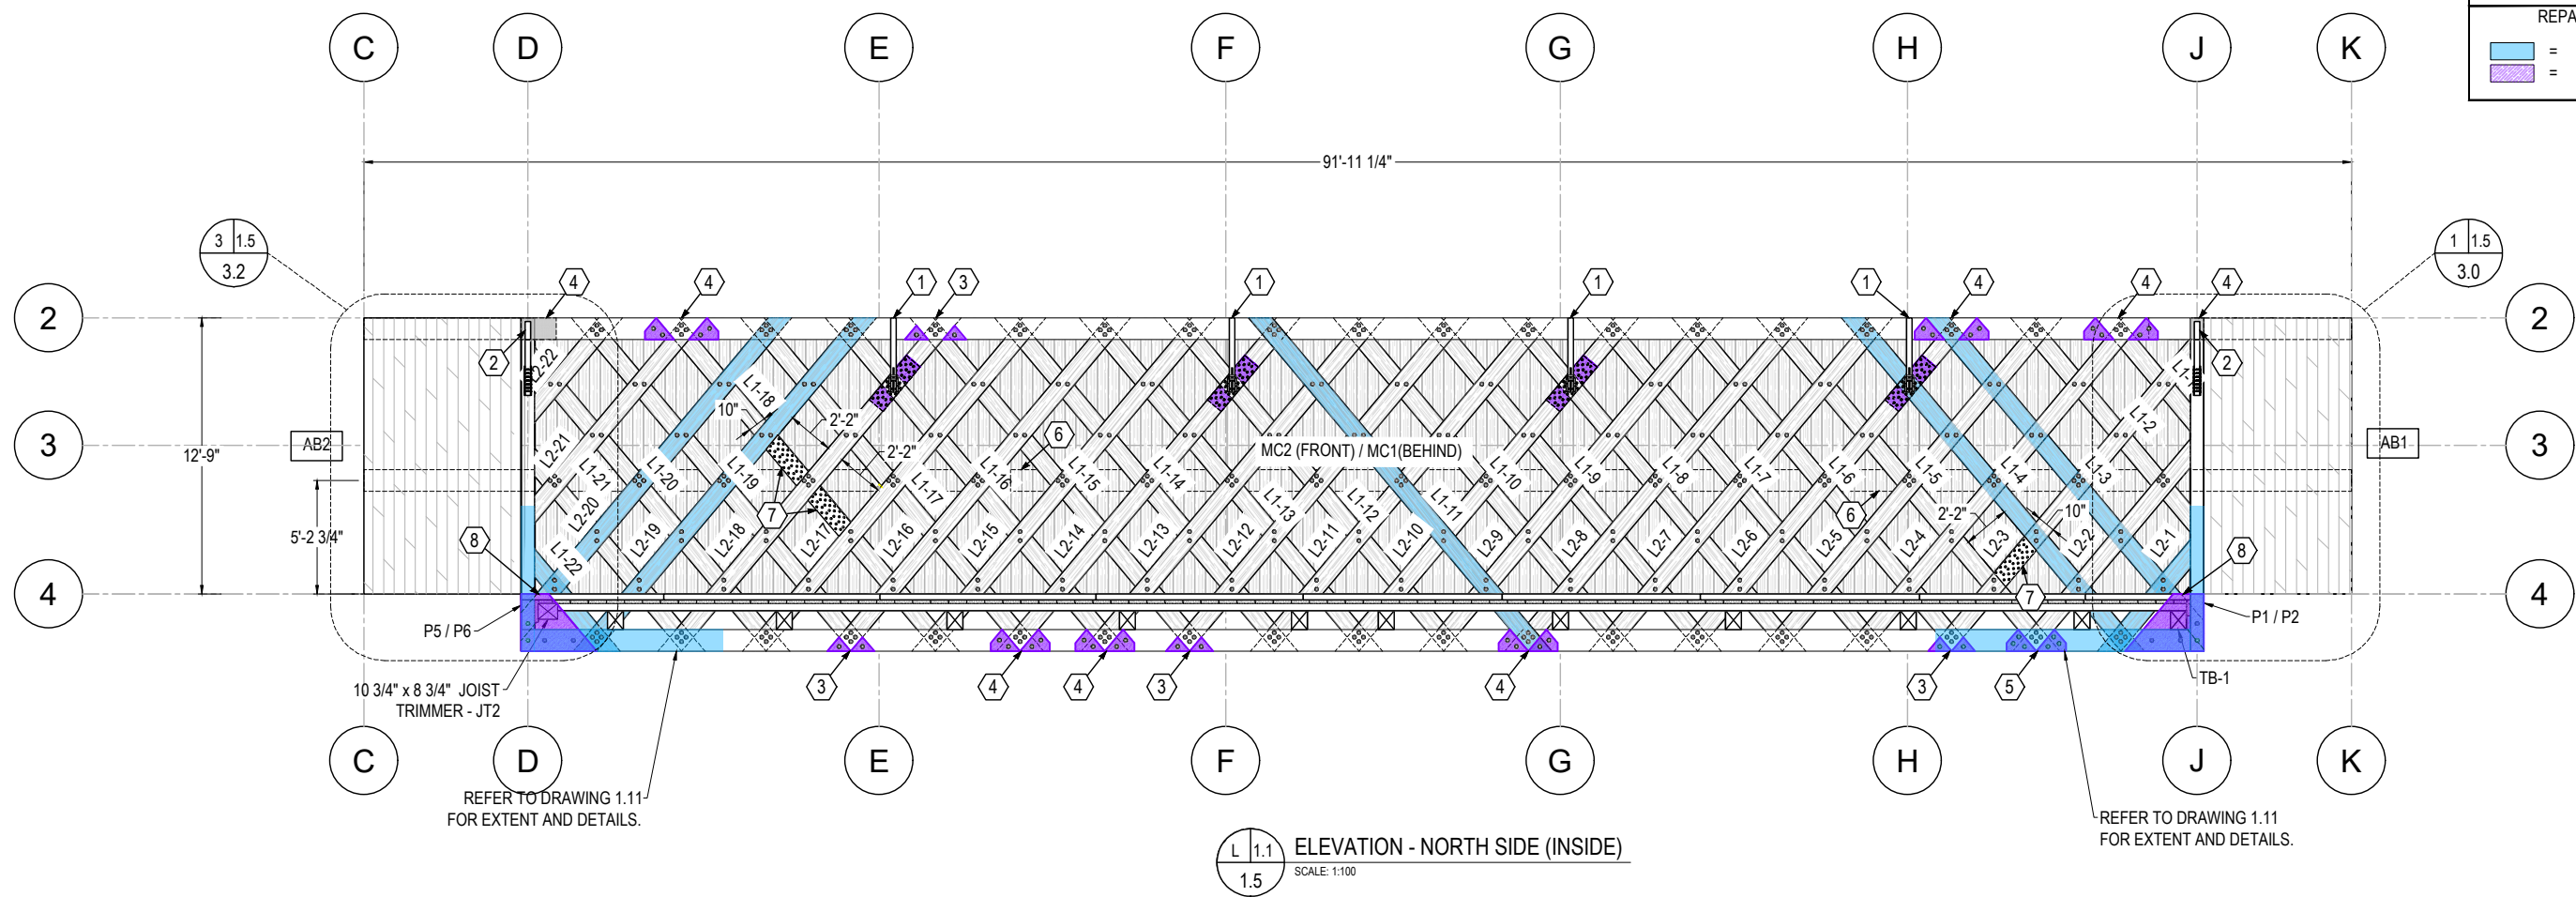 C
D
E
F
G
H
J
K
REPA
=
=
91'-11 1/4"
3 1.5
3.2
1 1.5
3.0
4
4
1
3
1
1
1
4
4
4
2
2
2
2
L2-22
L1-18
10"
2'-2"
2'-2"
6
L1-
L1-2
3
AB2
12'-9"
MC2 (FRONT) / MC1(BEHIND)
AB1
3
L2-21
L1-21
L1-20
L1-19
L1-17
L1-16
L1-15
L1-14
L1-10
L1-9
L1-8
L1-7
L1-6
L1-5
L1-4
L1-3
5'-2 3/4"
L2-20
7
L1-13
L1-12
L1-11
6
2'-2"
10"
8
L1-22
L2-19
L2-18
L2-17
L2-16
L2-15
L2-14
L2-13
L2-12
L2-11
L2-10
L2-9
L2-8
L2-7
L2-6
L2-5
L2-4
L2-3
L2-2
L2-1
8
4
7
4
P5 / P6
P1 / P2
10 3/4" x 8 3/4" JOIST
TRIMMER - JT2
3
4
4
3
4
3
5
TB-1
C
D
E
F
G
H
J
K
REFER TO DRAWING 1.11
FOR EXTENT AND DETAILS.
REFER TO DRAWING 1.11
FOR EXTENT AND DETAILS.
L 1.1
1.5
ELEVATION - NORTH SIDE (INSIDE)
SCALE: 1:100